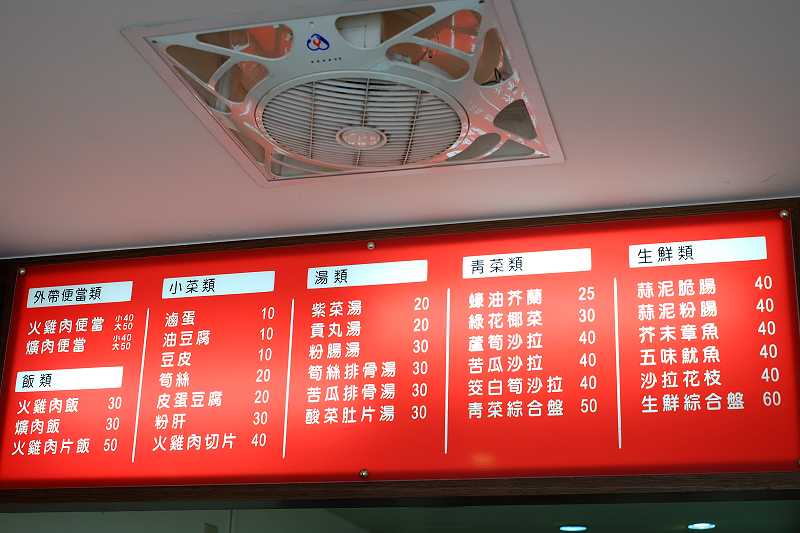 外帶便當類
火雞肉便當 小40 大50
爌肉便當 小40 大50
飯類
火雞肉飯 30
爌肉飯 30
火雞肉片飯 50
小菜類
滷蛋 10
油豆腐 10
豆皮 10
筍絲 20
皮蛋豆腐 20
粉肝 30
火雞肉切片 40
湯類
紫菜湯 20
貢丸湯 20
粉腸湯 30
筍絲排骨湯 30
苦瓜排骨湯 30
酸菜肚片湯 30
青菜類
蠔油芥蘭 25
綠花椰菜 30
蘆筍沙拉 40
苦瓜沙拉 40
筊白筍沙拉 40
青菜綜合盤 50
生鮮類
蒜泥脆腸 40
蒜泥粉腸 40
芥末章魚 40
五味魷魚 40
沙拉花枝 40
生鮮綜合盤 60